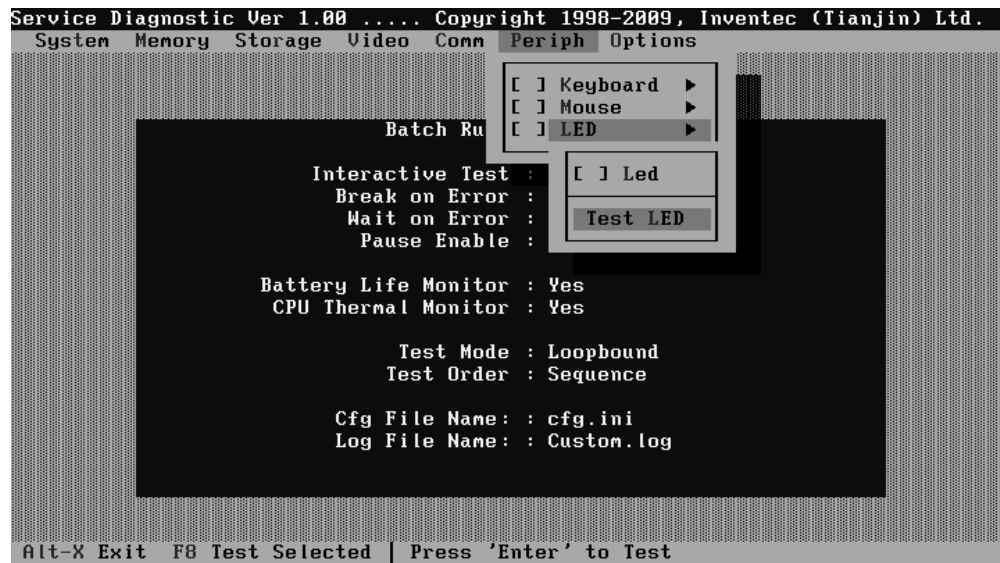 Service Diagnostic Ver 1.00 ..... Copyright 1998-2009, Inventec (Tianjin) Ltd.
System Memory Storage Video Comm Periph Options
[ ] Keyboard ►
[ ] Mouse ►
Batch Ru [ ] LED ►
Interactive Test : [ ] Led
Break on Error :
Wait on Error : Test LED
Pause Enable :
Battery Life Monitor : Yes
CPU Thermal Monitor : Yes
Test Mode : Loopbound
Test Order : Sequence
Cfg File Name: : cfg.ini
Log File Name: : Custom.log
Alt-X Exit F8 Test Selected | Press 'Enter' to Test